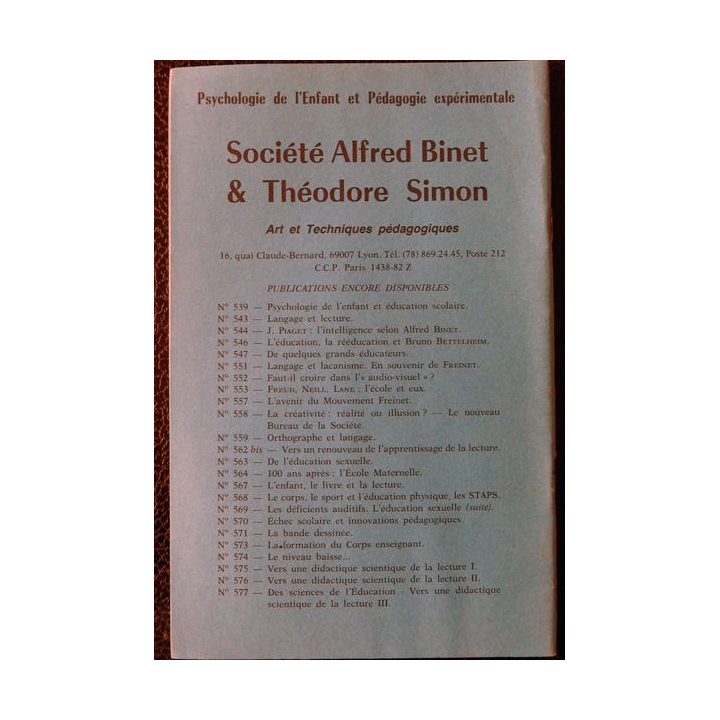 Psychologie de l'Enfant et Pédagogie expérimentale
Société Alfred Binet
& Théodore Simon
Art et Techniques pédagogiques
16, quai Claude-Bernard, 69007 Lyon. Tél. (78) 869.24.45, Poste 212
C.C.P. Paris 1438-82 Z
PUBLICATIONS ENCORE DISPONIBLES
N° 539 — Psychologie de l'enfant et éducation scolaire.
N° 543 — Langage et lecture.
N° 544 — J. PIAGET : l'intelligence selon Alfred BINET.
N° 546 — L'éducation, la rééducation et Bruno BETTELHEIM.
N° 547 — De quelques grands éducateurs.
N° 551 — Langage et lacanisme. En souvenir de FREINET.
N° 552 — Faut-il croire dans l'« audio-visuel » ?
N° 553 — FREUD, NEILL, LANE : l'école et eux.
N° 557 — L'avenir du Mouvement Freinet.
N° 558 — La créativité : réalité ou illusion ? — Le nouveau
Bureau de la Société.
N° 559 — Orthographe et langage.
N° 562 bis — Vers un renouveau de l'apprentissage de la lecture.
N° 563 — De l'éducation sexuelle.
N° 564 — 100 ans après : l'École Maternelle.
N° 567 — L'enfant, le livre et la lecture.
N° 568 — Le corps, le sport et l'éducation physique, les STAPS.
N° 569 — Les déficients auditifs. L'éducation sexuelle (suite).
N° 570 — Échec scolaire et innovations pédagogiques.
N° 571 — La bande dessinée.
N° 573 — La formation du Corps enseignant.
N° 574 — Le niveau baisse...
N° 575 — Vers une didactique scientifique de la lecture I.
N° 576 — Vers une didactique scientifique de la lecture II.
N° 577 — Des sciences de l'Éducation - Vers une didactique
scientifique de la lecture III.